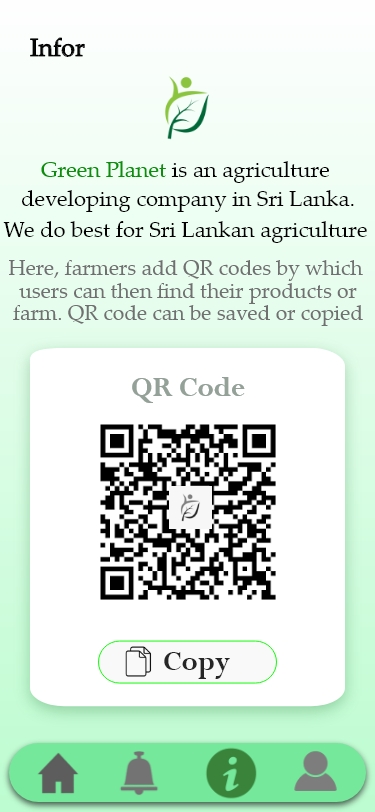 Infor
Green Planet is an agriculture
developing company in Sri Lanka.
We do best for Sri Lankan agriculture
Here, farmers add QR codes by which
users can then find their products or
farm. QR code can be saved or copied
QR Code
Copy
i